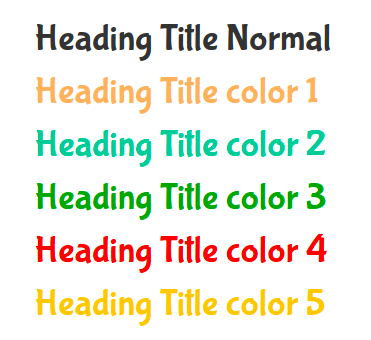 Heading Title Normal
Heading Title color 1
Heading Title color 2
Heading Title color 3
Heading Title color 4
Heading Title color 5